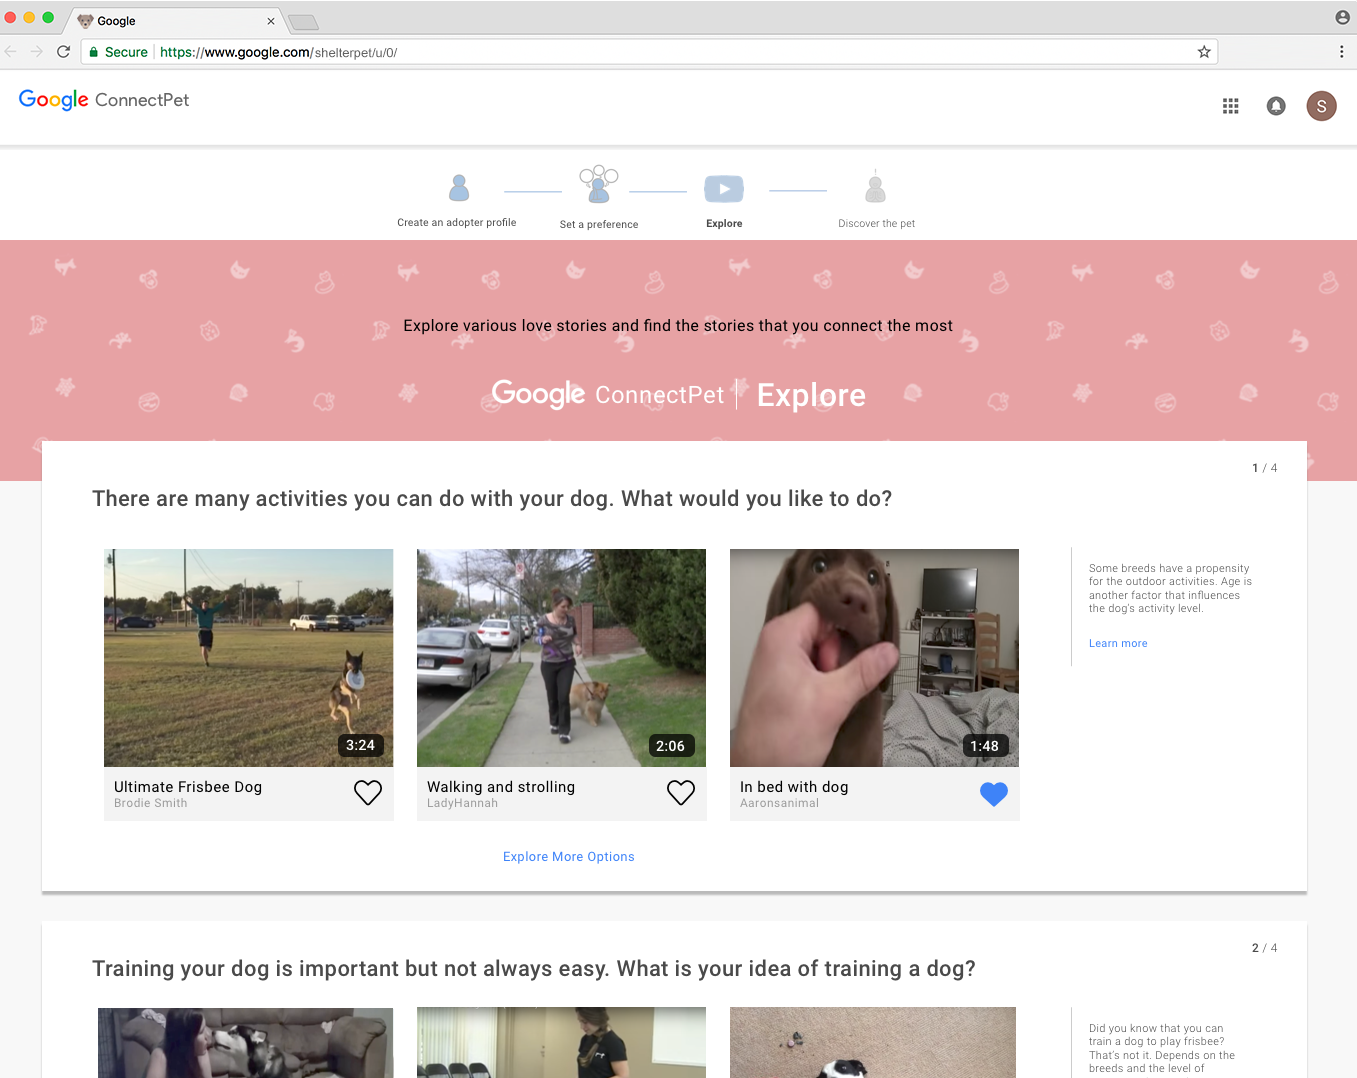 Google
Secure https://www.google.com/shelterpet/u/0/
Google ConnectPet
S
Create an adopter profile
Set a preference
Explore
Discover the pet
Explore various love stories and find the stories that you connect the most
Google ConnectPet | Explore
1 / 4
There are many activities you can do with your dog. What would you like to do?
3:24
2:06
1:48
Ultimate Frisbee Dog
Brodie Smith
Walking and strolling
LadyHannah
In bed with dog
Aaronsanimal
Some breeds have a propensity
for the outdoor activities. Age is
another factor that influences
the dog's activity level.
Learn more
Explore More Options
2 / 4
Training your dog is important but not always easy. What is your idea of training a dog?
Did you know that you can
train a dog to play frisbee?
That's not it. Depends on the
breeds and the level of